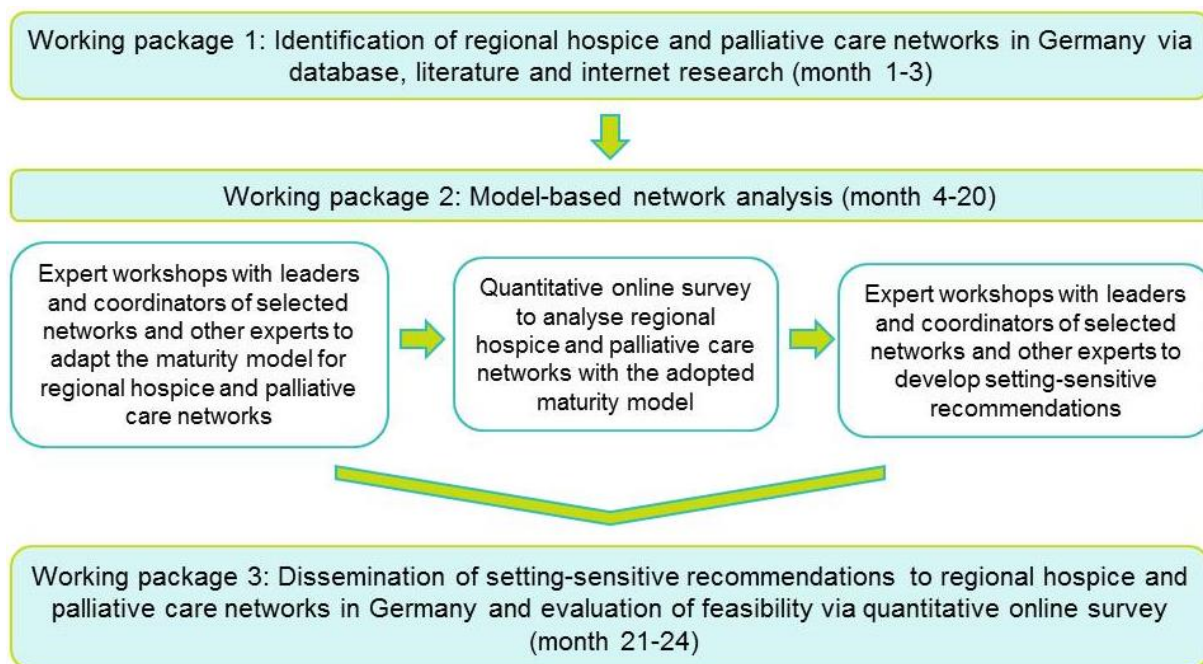 Working package 1: Identification of regional hospice and palliative care networks in Germany via
database, literature and internet research (month 1-3)
Working package 2: Model-based network analysis (month 4-20)
Expert workshops with leaders
and coordinators of selected
networks and other experts to
adapt the maturity model for
regional hospice and palliative
care networks
Quantitative online survey
to analyse regional
hospice and palliative care
networks with the adopted
maturity model
Expert workshops with leaders
and coordinators of selected
networks and other experts to
develop setting-sensitive
recommendations
Working package 3: Dissemination of setting-sensitive recommendations to regional hospice and
palliative care networks in Germany and evaluation of feasibility via quantitative online survey
(month 21-24)